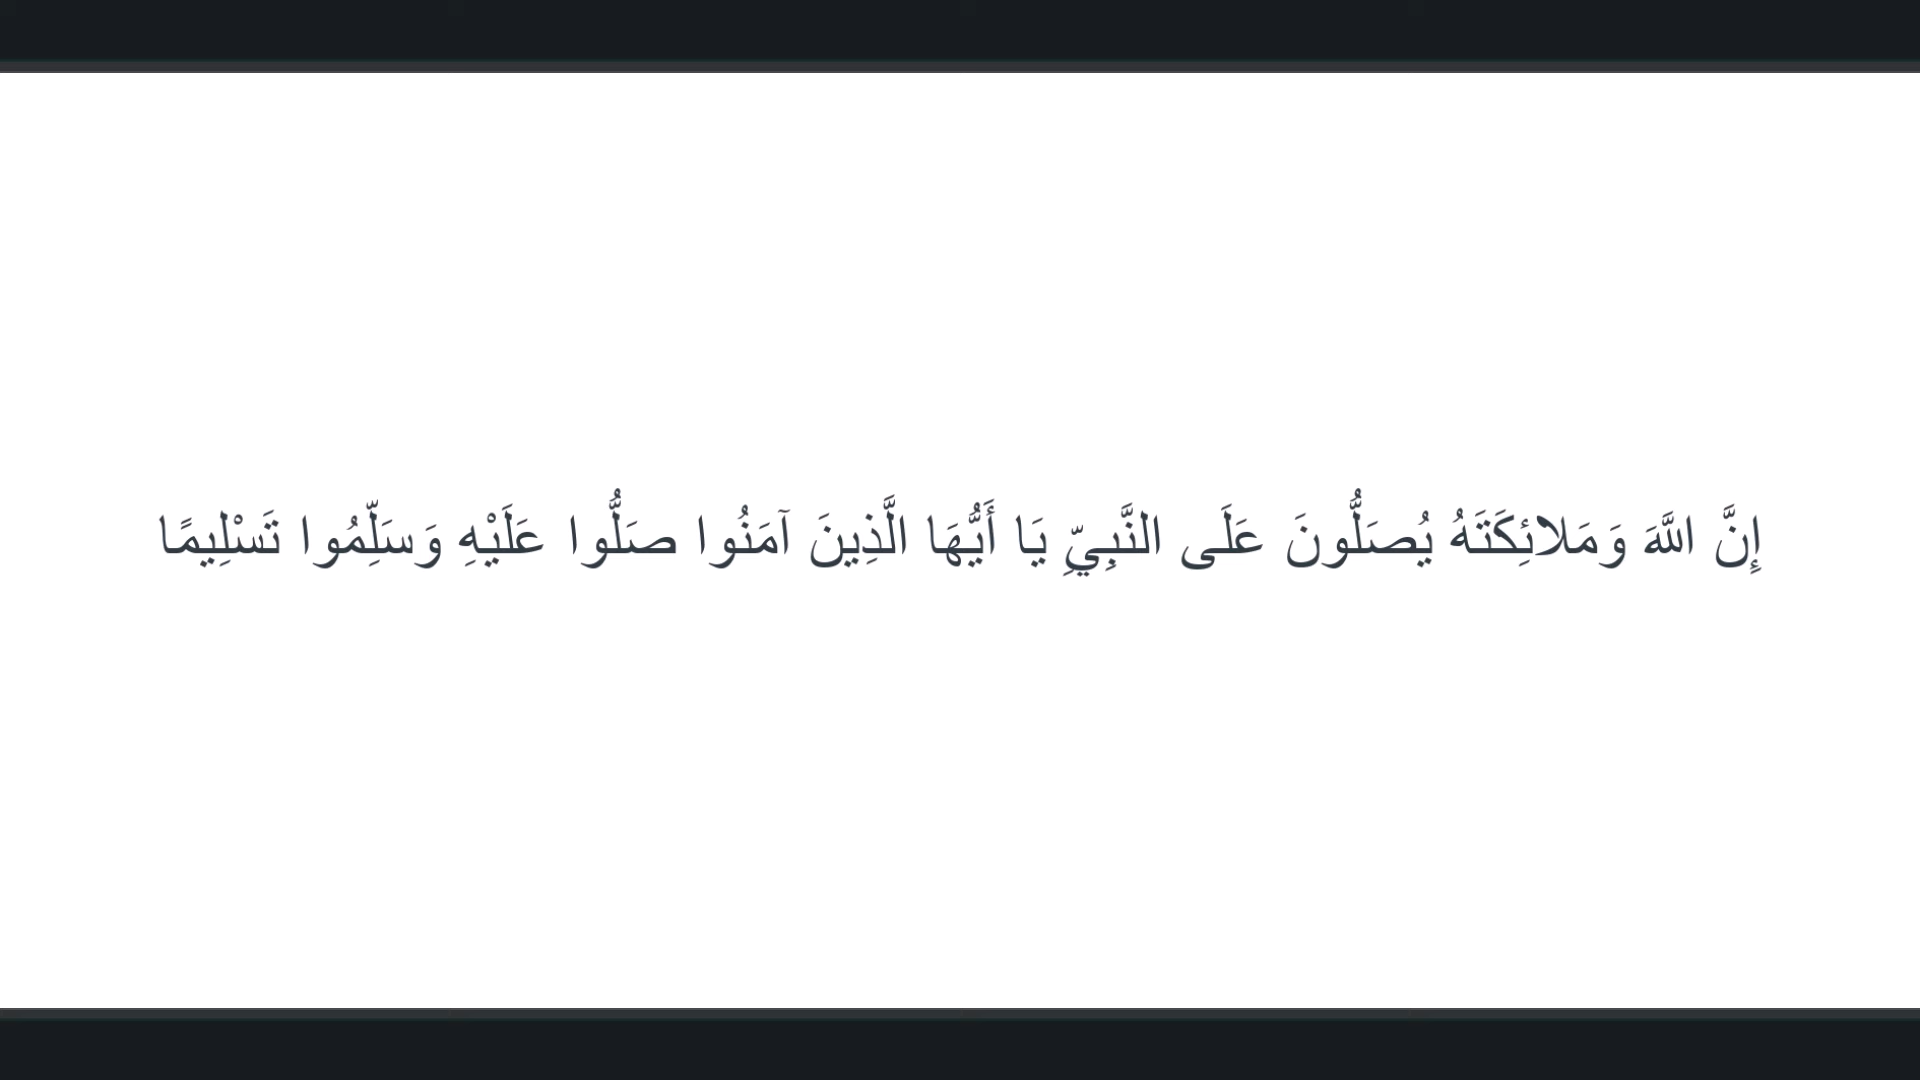 إِنَّ اللَّهَ وَمَلائِكَتَهُ يُصَلُّونَ عَلَى النَّبِيِّ يَا أَيُّهَا الَّذِينَ آمَنُوا صَلُّوا عَلَيْهِ وَسَلِّمُوا تَسْلِيمًا